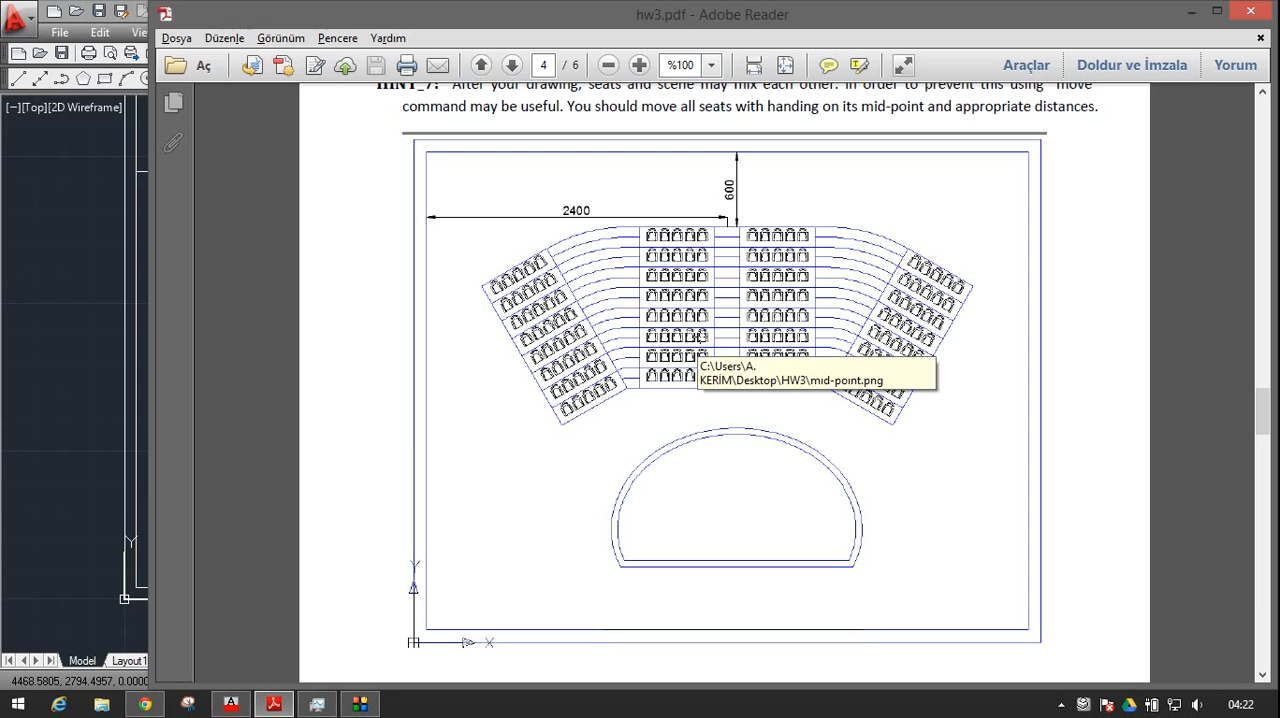 hw3.pdf - Adobe Reader
File Edit
Dosya Düzenle Görünüm Pencere Yardım
Aç 4 / 6 %100 Araçlar Doldur ve İmzala Yorum
[−][Top][2D Wireframe]
HINT_7: After your drawing, seats and scene may mix each other. In order to prevent this using "move"
command may be useful. You should move all seats with handing on its mid-point and appropriate distances.
600
2400
C:\Users\A.
KERİM\Desktop\HW3\mıd-poınt.png
Y
Y
X
Model Layout1
4468.5805, 2794.4957, 0.0000
04:22